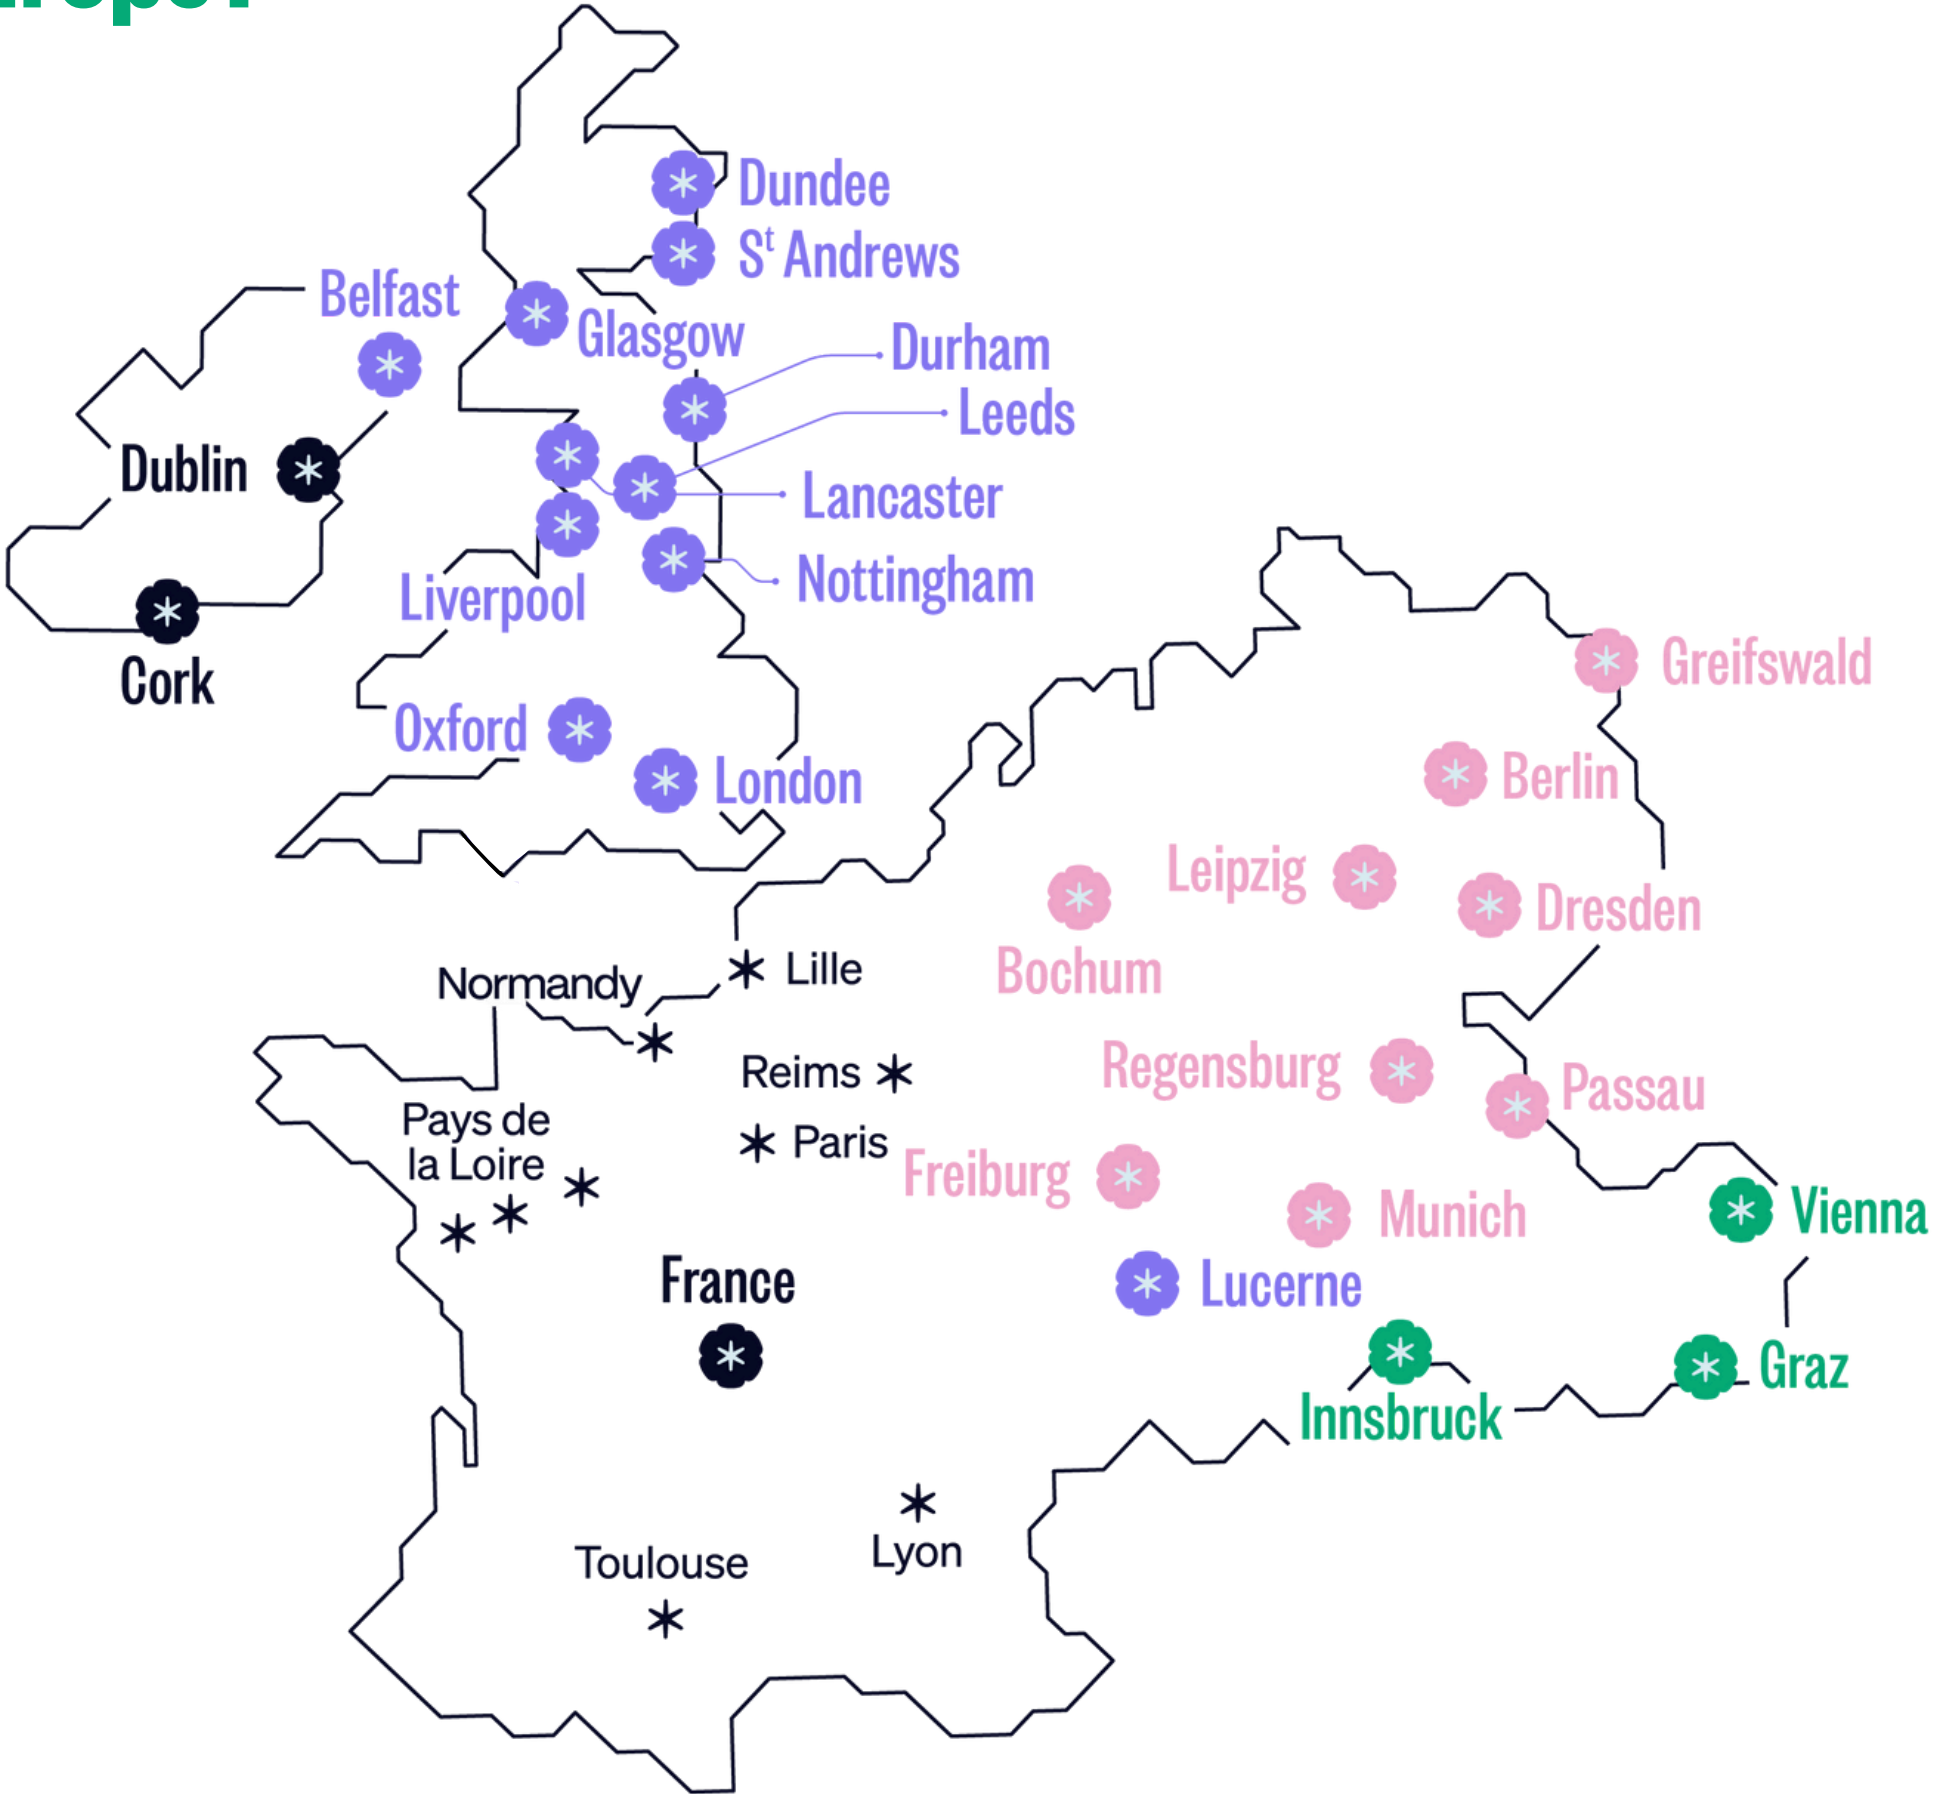 Dundee
St Andrews
Belfast
Glasgow
Durham
Leeds
Dublin
Lancaster
Nottingham
Liverpool
Cork
Greifswald
Oxford
London
Berlin
Leipzig
Dresden
Bochum
Normandy
Lille
Reims
Regensburg
Passau
Pays de
la Loire
Paris
Freiburg
Munich
Vienna
France
Lucerne
Graz
Innsbruck
Lyon
Toulouse